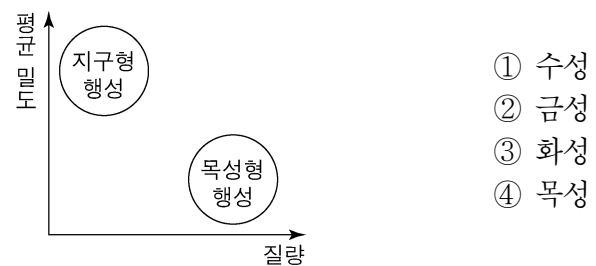 평균 밀도
지구형
행성
목성형
행성
질량
① 수성
② 금성
③ 화성
④ 목성